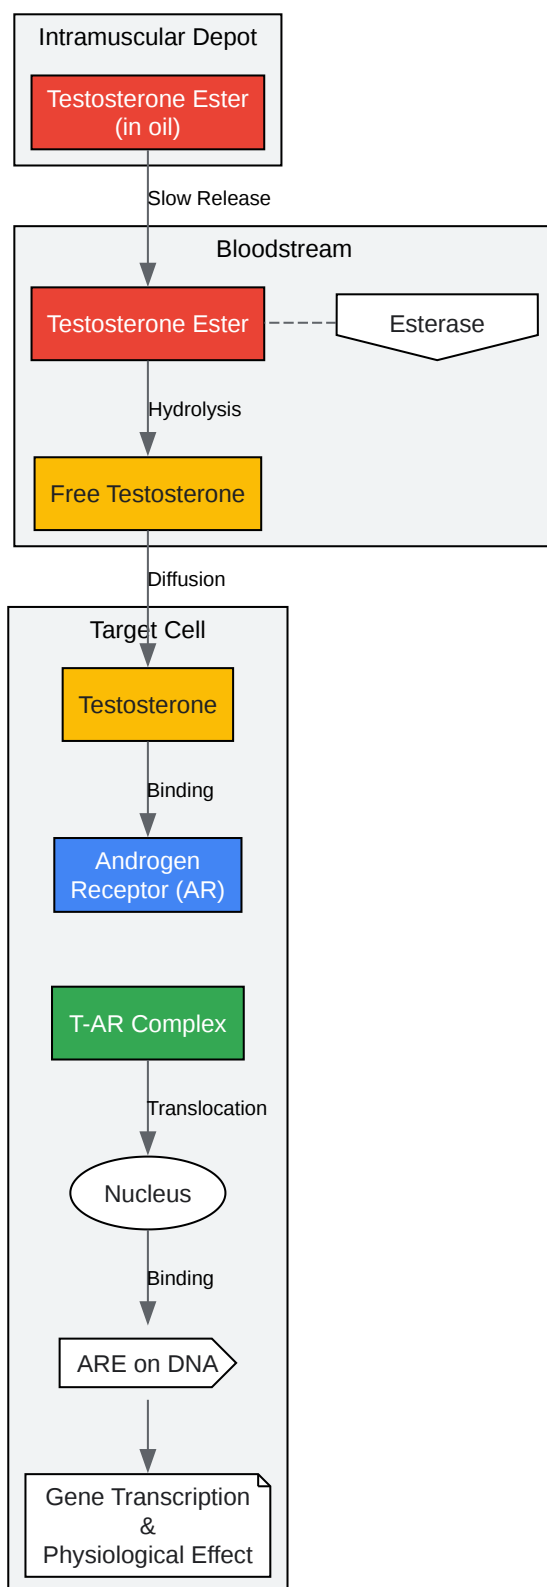 Intramuscular Depot
Testosterone Ester
(in oil)
Slow Release
Bloodstream
Testosterone Ester
Esterase
Hydrolysis
Free Testosterone
Diffusion
Target Cell
Testosterone
Binding
Androgen
Receptor (AR)
T-AR Complex
Translocation
Nucleus
Binding
ARE on DNA
Gene Transcription
&
Physiological Effect